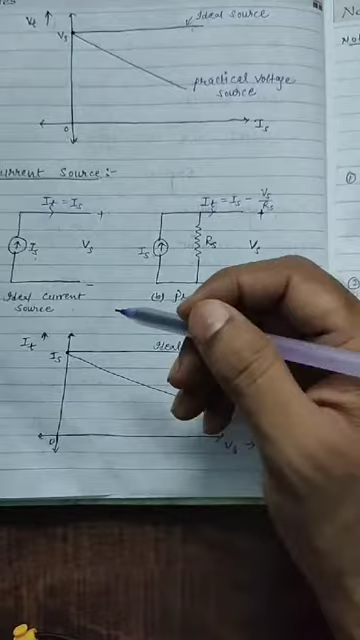 Vt ↑
Ideal source
Vs
practical voltage
source
0
Is
Current Source:-
It = Is
It = Is - Vs/Rs
+
+
Is
Vs
Is
Rs
Vs
-
Ideal Current
Source
(b)
It ↑
Is
Ideal
0
Vs →